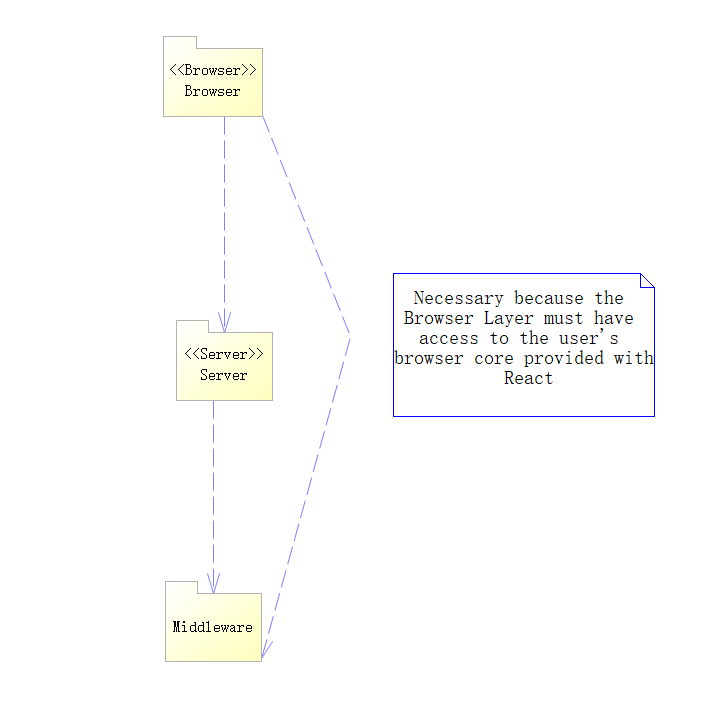 <<Browser>>
Browser
Necessary because the
Browser Layer must have
access to the user's
browser core provided with
React
<<Server>>
Server
Middleware